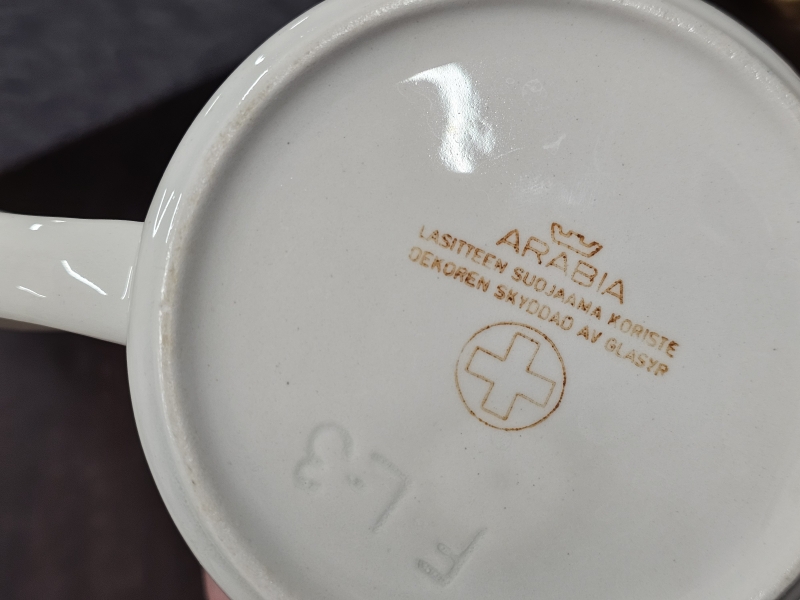 ARABIA
LASITTEEN SUOJAAMA KORISTE
DEKOREN SKYDDAD AV GLASYR
FL3